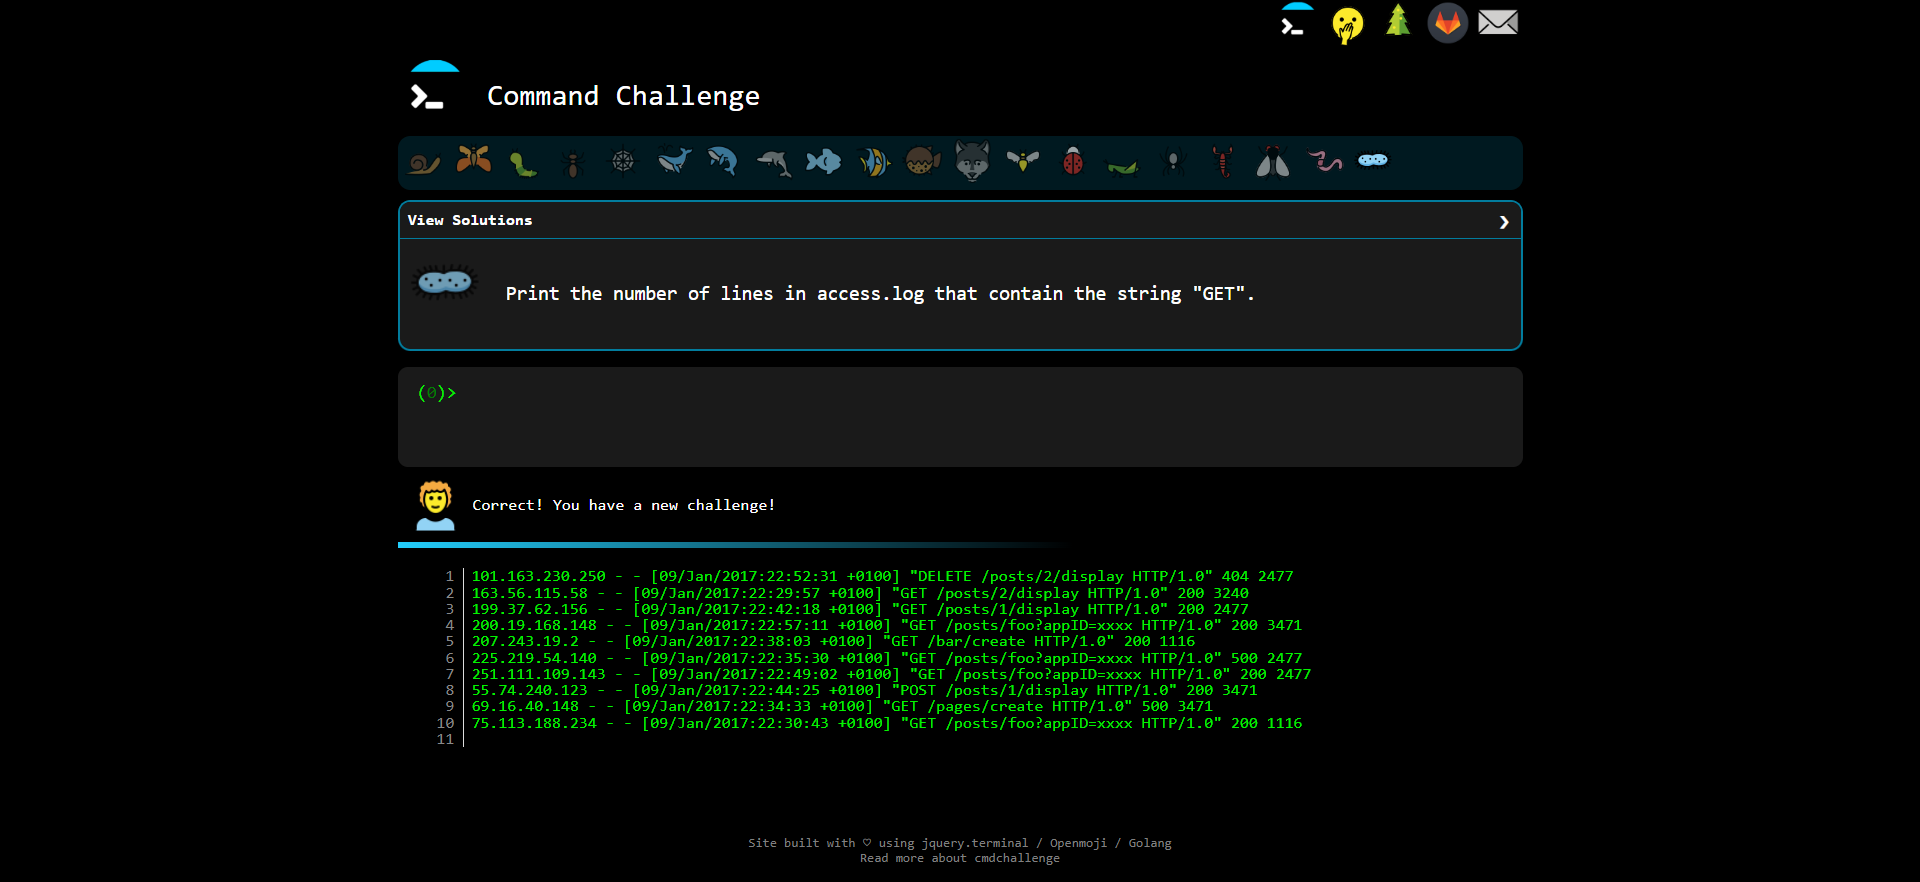 Command Challenge
View Solutions
Print the number of lines in access.log that contain the string "GET".
(0)>
Correct! You have a new challenge!
1 101.163.230.250 - - [09/Jan/2017:22:52:31 +0100] "DELETE /posts/2/display HTTP/1.0" 404 2477
2 163.56.115.58 - - [09/Jan/2017:22:29:57 +0100] "GET /posts/2/display HTTP/1.0" 200 3240
3 199.37.62.156 - - [09/Jan/2017:22:42:18 +0100] "GET /posts/1/display HTTP/1.0" 200 2477
4 200.19.168.148 - - [09/Jan/2017:22:57:11 +0100] "GET /posts/foo?appID=xxxx HTTP/1.0" 200 3471
5 207.243.19.2 - - [09/Jan/2017:22:38:03 +0100] "GET /bar/create HTTP/1.0" 200 1116
6 225.219.54.140 - - [09/Jan/2017:22:35:30 +0100] "GET /posts/foo?appID=xxxx HTTP/1.0" 500 2477
7 251.111.109.143 - - [09/Jan/2017:22:49:02 +0100] "GET /posts/foo?appID=xxxx HTTP/1.0" 200 2477
8 55.74.240.123 - - [09/Jan/2017:22:44:25 +0100] "POST /posts/1/display HTTP/1.0" 200 3471
9 69.16.40.148 - - [09/Jan/2017:22:34:33 +0100] "GET /pages/create HTTP/1.0" 500 3471
10 75.113.188.234 - - [09/Jan/2017:22:30:43 +0100] "GET /posts/foo?appID=xxxx HTTP/1.0" 200 1116
11
Site built with ♡ using jquery.terminal / Openmoji / Golang
Read more about cmdchallenge